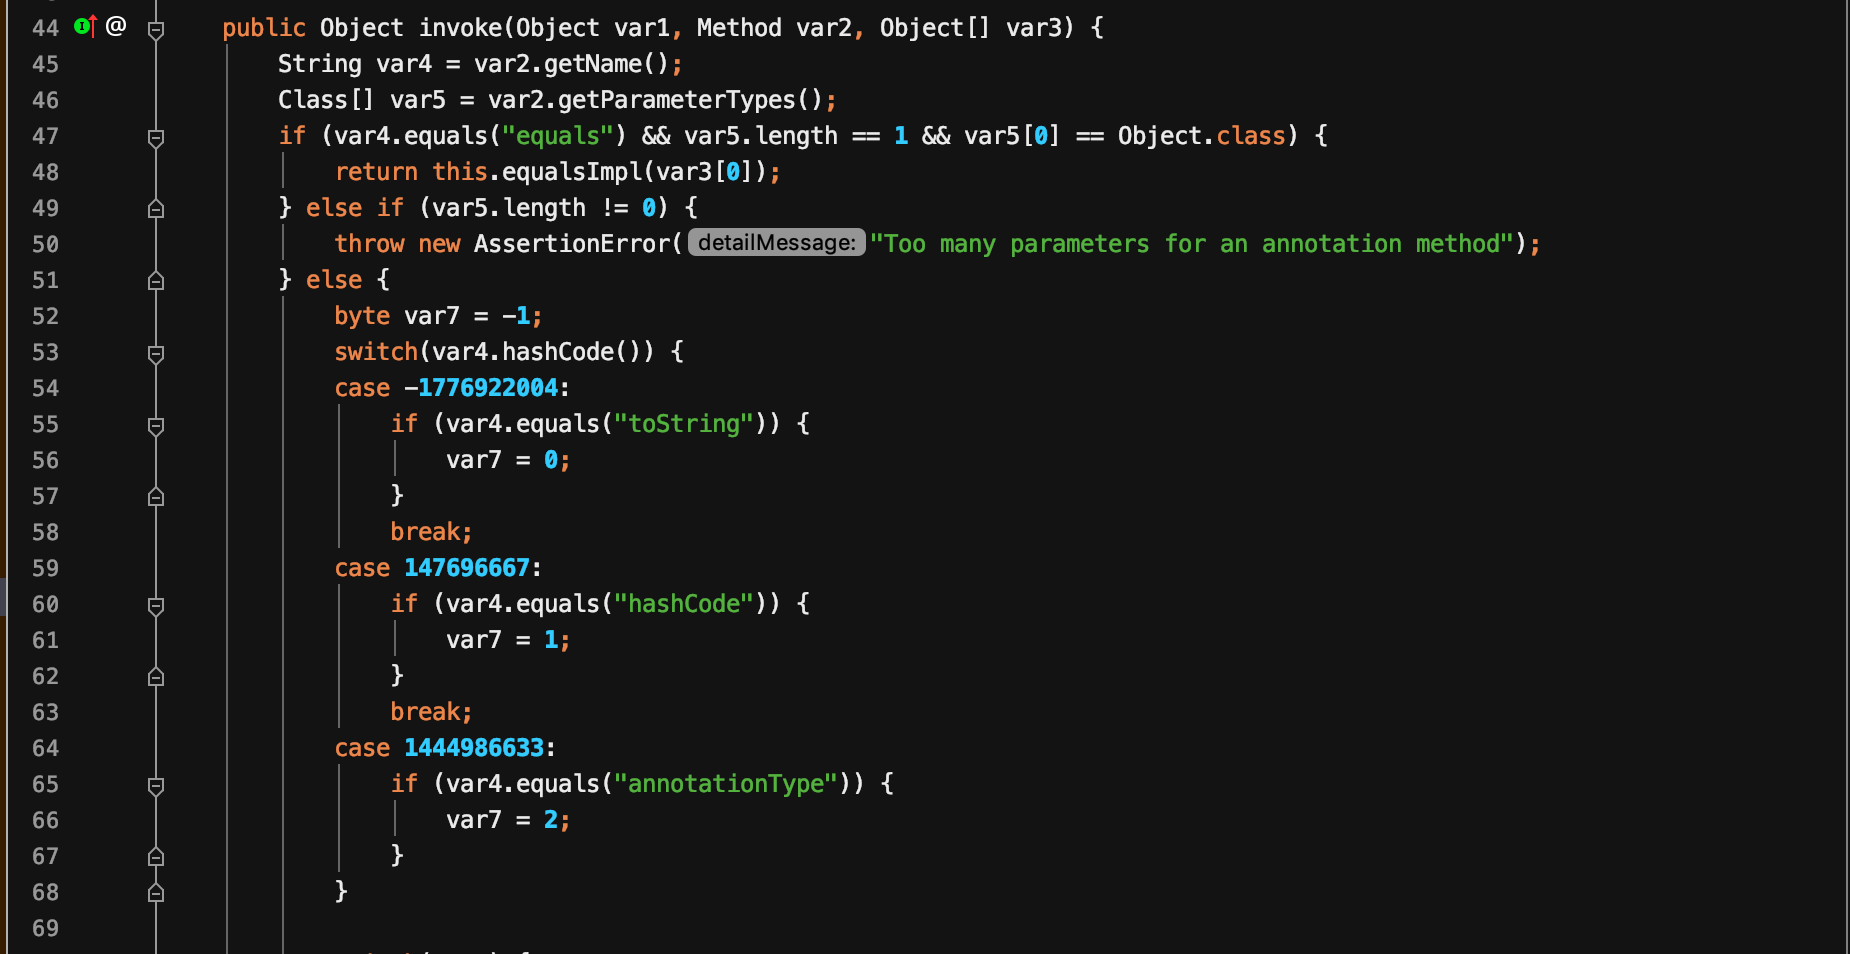 44 @ public Object invoke(Object var1, Method var2, Object[] var3) {
45 String var4 = var2.getName();
46 Class[] var5 = var2.getParameterTypes();
47 if (var4.equals("equals") && var5.length == 1 && var5[0] == Object.class) {
48 return this.equalsImpl(var3[0]);
49 } else if (var5.length != 0) {
50 throw new AssertionError( detailMessage: "Too many parameters for an annotation method");
51 } else {
52 byte var7 = -1;
53 switch(var4.hashCode()) {
54 case -1776922004:
55 if (var4.equals("toString")) {
56 var7 = 0;
57 }
58 break;
59 case 147696667:
60 if (var4.equals("hashCode")) {
61 var7 = 1;
62 }
63 break;
64 case 1444986633:
65 if (var4.equals("annotationType")) {
66 var7 = 2;
67 }
68 }
69